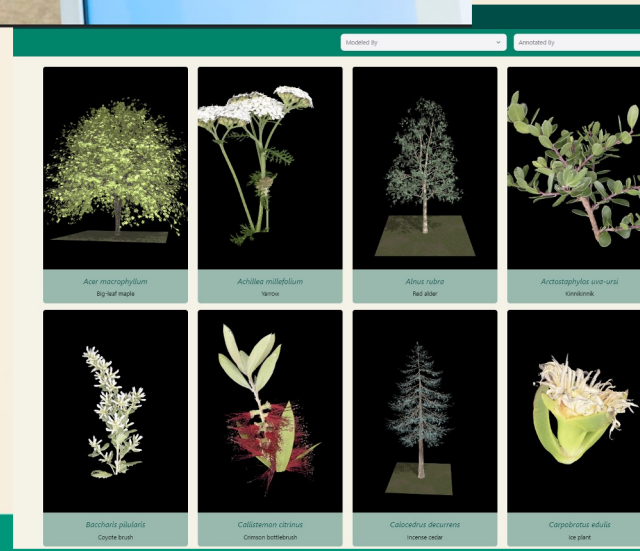 Modeled By
Annotated By
Acer macrophyllum
Big-leaf maple
Achillea millefolium
Yarrow
Alnus rubra
Red alder
Arctostaphylos uva-ursi
Kinnikinnik
Baccharis pilularis
Coyote brush
Callistemon citrinus
Crimson bottlebrush
Calocedrus decurrens
Incense cedar
Carpobrotus edulis
Ice plant